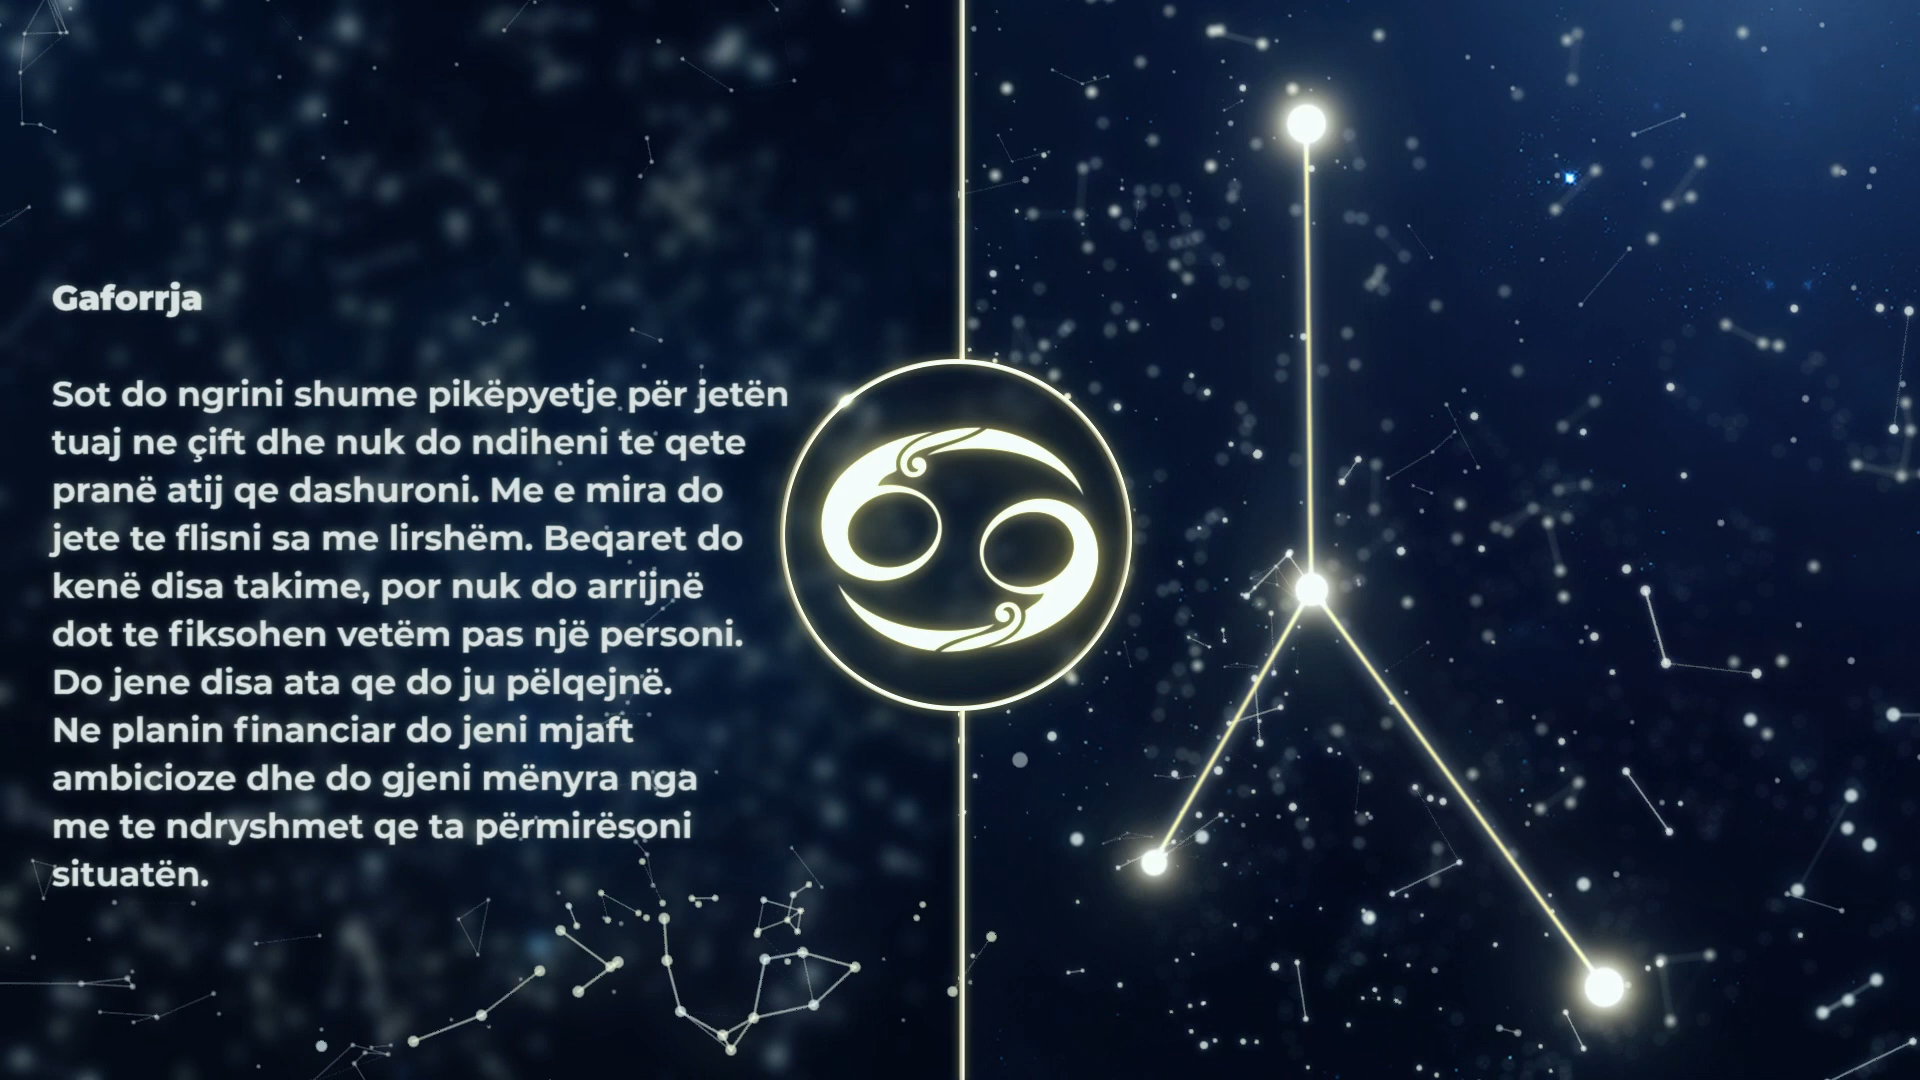 Gaforrja
Sot do ngrini shume pikëpyetje për jetën
tuaj ne çift dhe nuk do ndiheni te qete
pranë atij qe dashuroni. Me e mira do
jete te flisni sa me lirshëm. Beqaret do
kenë disa takime, por nuk do arrijnë
dot te fiksohen vetëm pas një personi.
Do jene disa ata qe do ju pëlqejnë.
Ne planin financiar do jeni mjaft
ambicioze dhe do gjeni mënyra nga
me te ndryshmet qe ta përmirësoni
situatën.